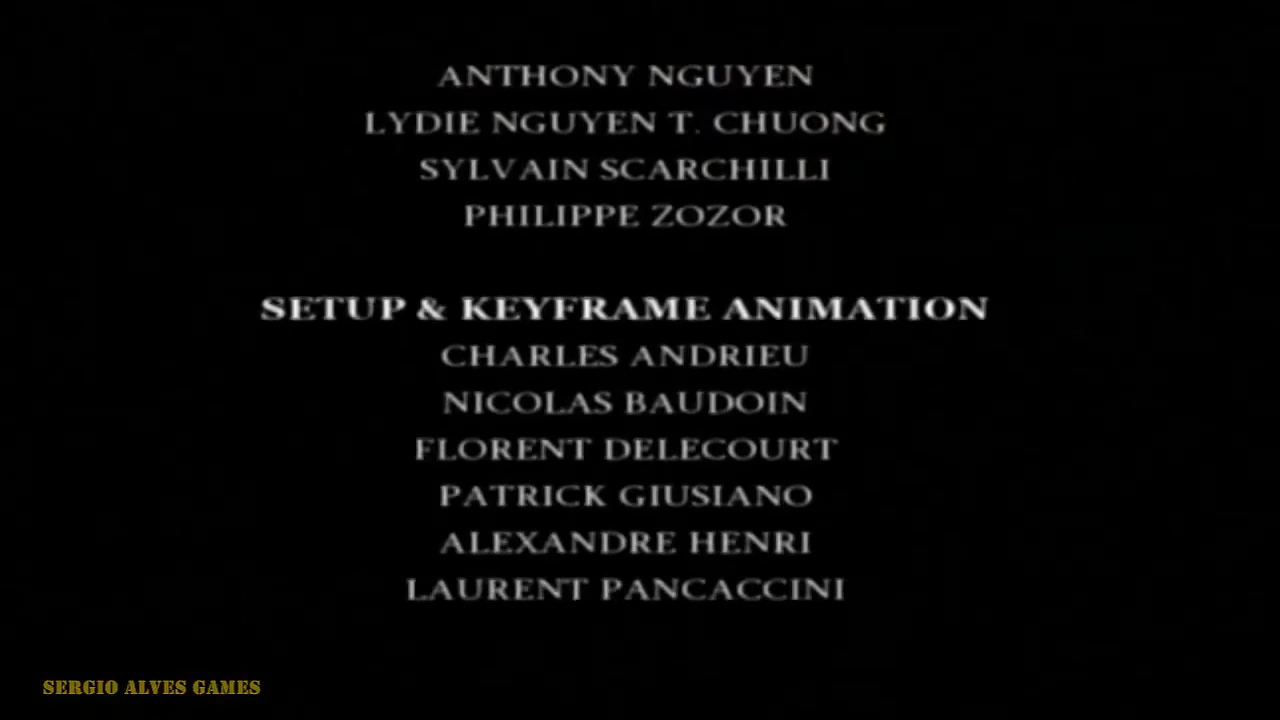 ANTHONY NGUYEN
LYDIE NGUYEN T. CHUONG
SYLVAIN SCARCHILLI
PHILIPPE ZOZOR
SETUP & KEYFRAME ANIMATION
CHARLES ANDRIEU
NICOLAS BAUDOIN
FLORENT DELECOURT
PATRICK GIUSIANO
ALEXANDRE HENRI
LAURENT PANCACCINI
SERGIO ALVES GAMES